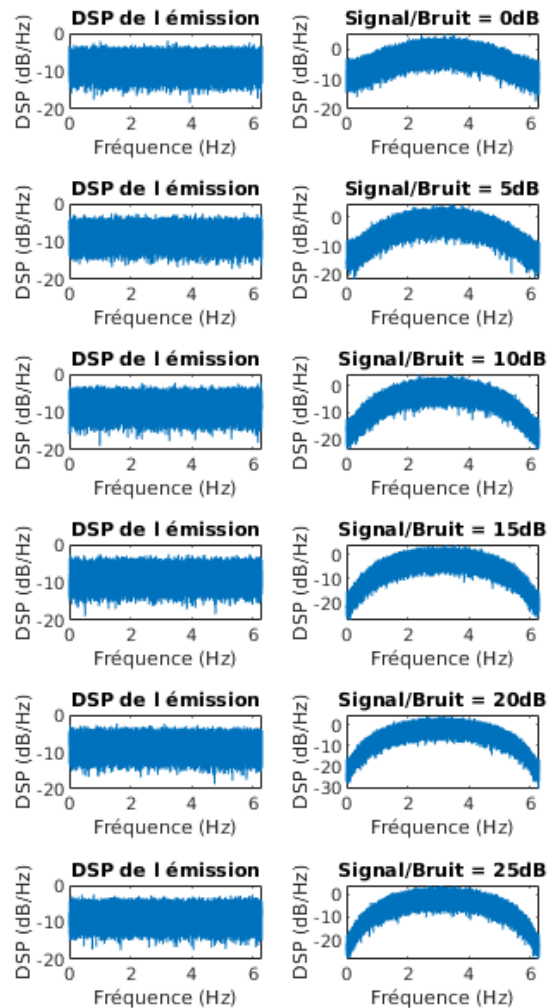 DSP de l émission
Signal/Bruit = 0dB
DSP (dB/Hz)
0
-10
-20
0 2 4 6
Fréquence (Hz)
DSP (dB/Hz)
0
-10
-20
0 2 4 6
Fréquence (Hz)
DSP de l émission
Signal/Bruit = 5dB
DSP (dB/Hz)
0
-10
-20
0 2 4 6
Fréquence (Hz)
DSP (dB/Hz)
0
-10
-20
0 2 4 6
Fréquence (Hz)
DSP de l émission
Signal/Bruit = 10dB
DSP (dB/Hz)
0
-10
-20
0 2 4 6
Fréquence (Hz)
DSP (dB/Hz)
0
-10
-20
0 2 4 6
Fréquence (Hz)
DSP de l émission
Signal/Bruit = 15dB
DSP (dB/Hz)
0
-10
-20
0 2 4 6
Fréquence (Hz)
DSP (dB/Hz)
0
-10
-20
0 2 4 6
Fréquence (Hz)
DSP de l émission
Signal/Bruit = 20dB
DSP (dB/Hz)
0
-10
-20
0 2 4 6
Fréquence (Hz)
DSP (dB/Hz)
0
-10
-20
-30
0 2 4 6
Fréquence (Hz)
DSP de l émission
Signal/Bruit = 25dB
DSP (dB/Hz)
0
-10
-20
0 2 4 6
Fréquence (Hz)
DSP (dB/Hz)
0
-10
-20
0 2 4 6
Fréquence (Hz)